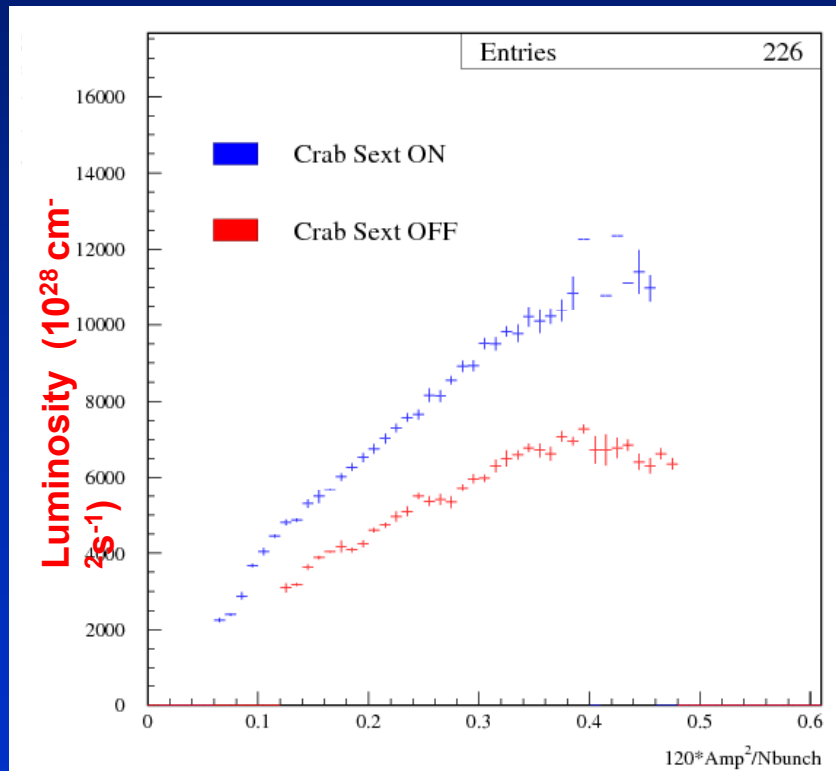 Entries 226
16000
Crab Sext ON
14000
Crab Sext OFF
12000
10000
8000
6000
4000
2000
0
Luminosity (10²⁸ cm⁻
²s⁻¹)
0 0.1 0.2 0.3 0.4 0.5 0.6
120*Amp²/Nbunch